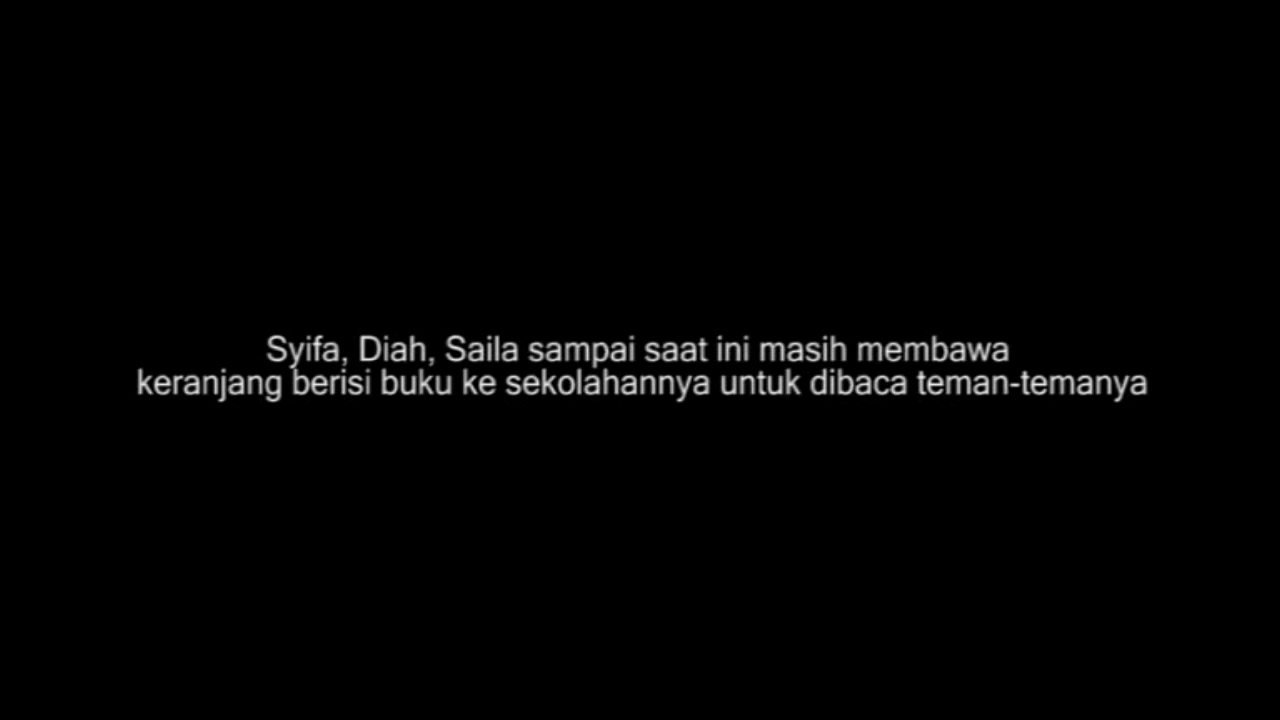 Syifa, Diah, Saila sampai saat ini masih membawa
keranjang berisi buku ke sekolahannya untuk dibaca teman-temanya